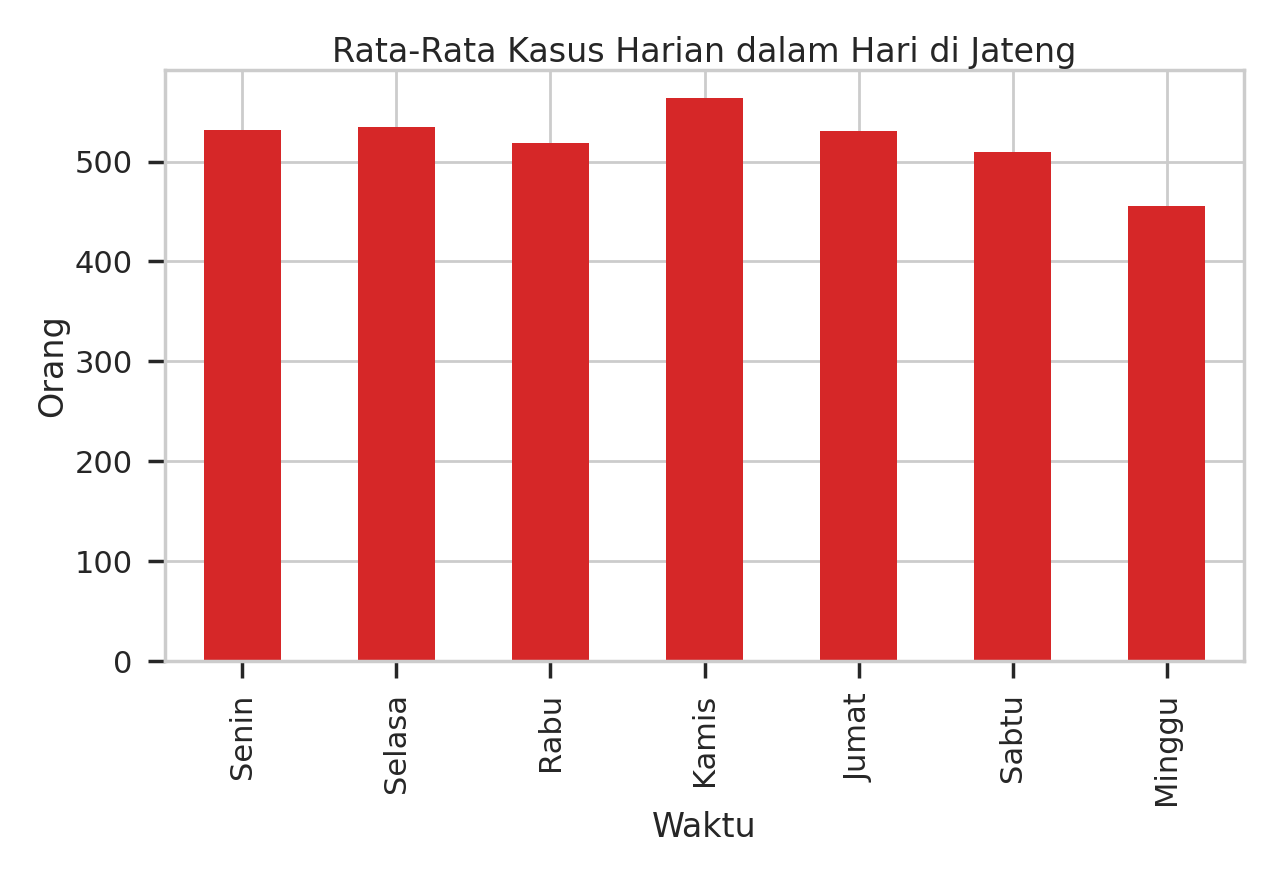 Rata-Rata Kasus Harian dalam Hari di Jateng
Orang
500
400
300
200
100
0
Senin
Selasa
Rabu
Kamis
Jumat
Sabtu
Minggu
Waktu